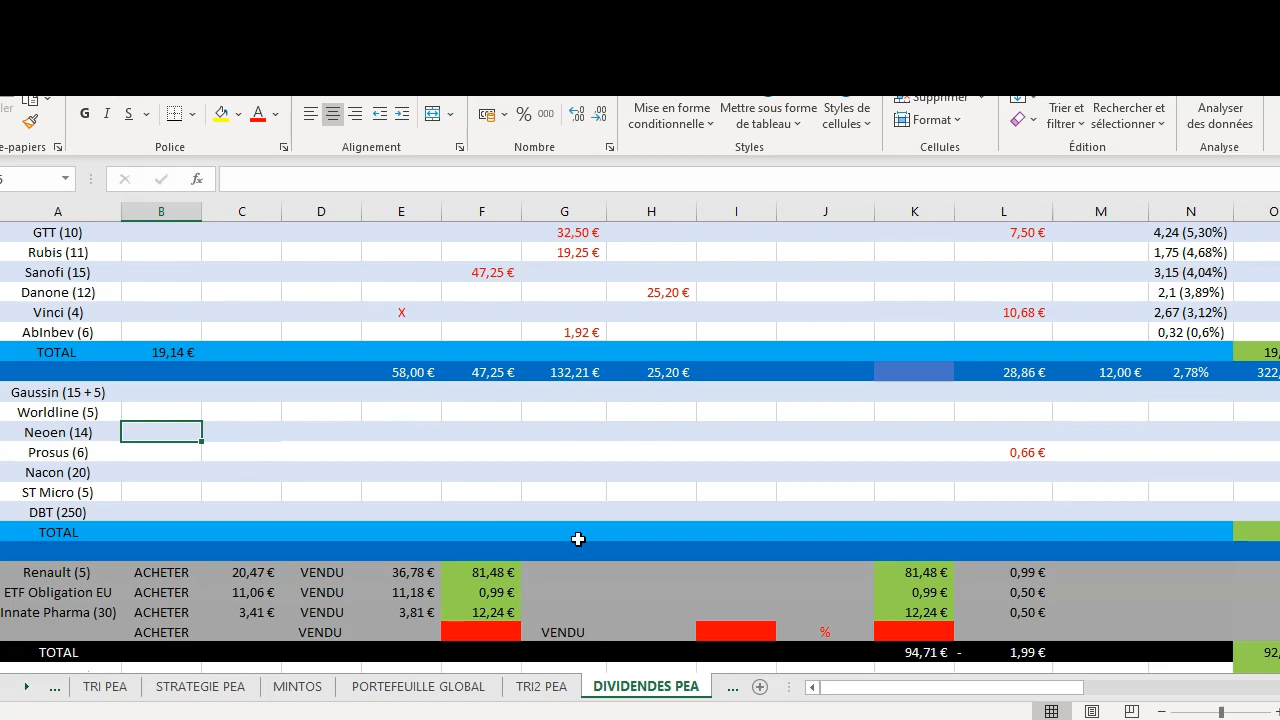 Supprimer
G I S A % 000 Mise en forme conditionnelle Mettre sous forme de tableau Styles de cellules Format Trier et filtrer Rechercher et sélectionner Analyser des données
e-papiers Police Alignement Nombre Styles Cellules Édition Analyse
fx
A B C D E F G H I J K L M N O
GTT (10) 32,50 € 7,50 € 4,24 (5,30%)
Rubis (11) 19,25 € 1,75 (4,68%)
Sanofi (15) 47,25 € 3,15 (4,04%)
Danone (12) 25,20 € 2,1 (3,89%)
Vinci (4) X 10,68 € 2,67 (3,12%)
AbInbev (6) 1,92 € 0,32 (0,6%)
TOTAL 19,14 € 19,
58,00 € 47,25 € 132,21 € 25,20 € 28,86 € 12,00 € 2,78% 322,
Gaussin (15 + 5)
Worldline (5)
Neoen (14)
Prosus (6) 0,66 €
Nacon (20)
ST Micro (5)
DBT (250)
TOTAL
Renault (5) ACHETER 20,47 € VENDU 36,78 € 81,48 € 81,48 € 0,99 €
ETF Obligation EU ACHETER 11,06 € VENDU 11,18 € 0,99 € 0,99 € 0,50 €
Innate Pharma (30) ACHETER 3,41 € VENDU 3,81 € 12,24 € 12,24 € 0,50 €
ACHETER VENDU VENDU %
TOTAL 94,71 € - 1,99 € 92,
... TRI PEA STRATEGIE PEA MINTOS PORTEFEUILLE GLOBAL TRI2 PEA DIVIDENDES PEA ...